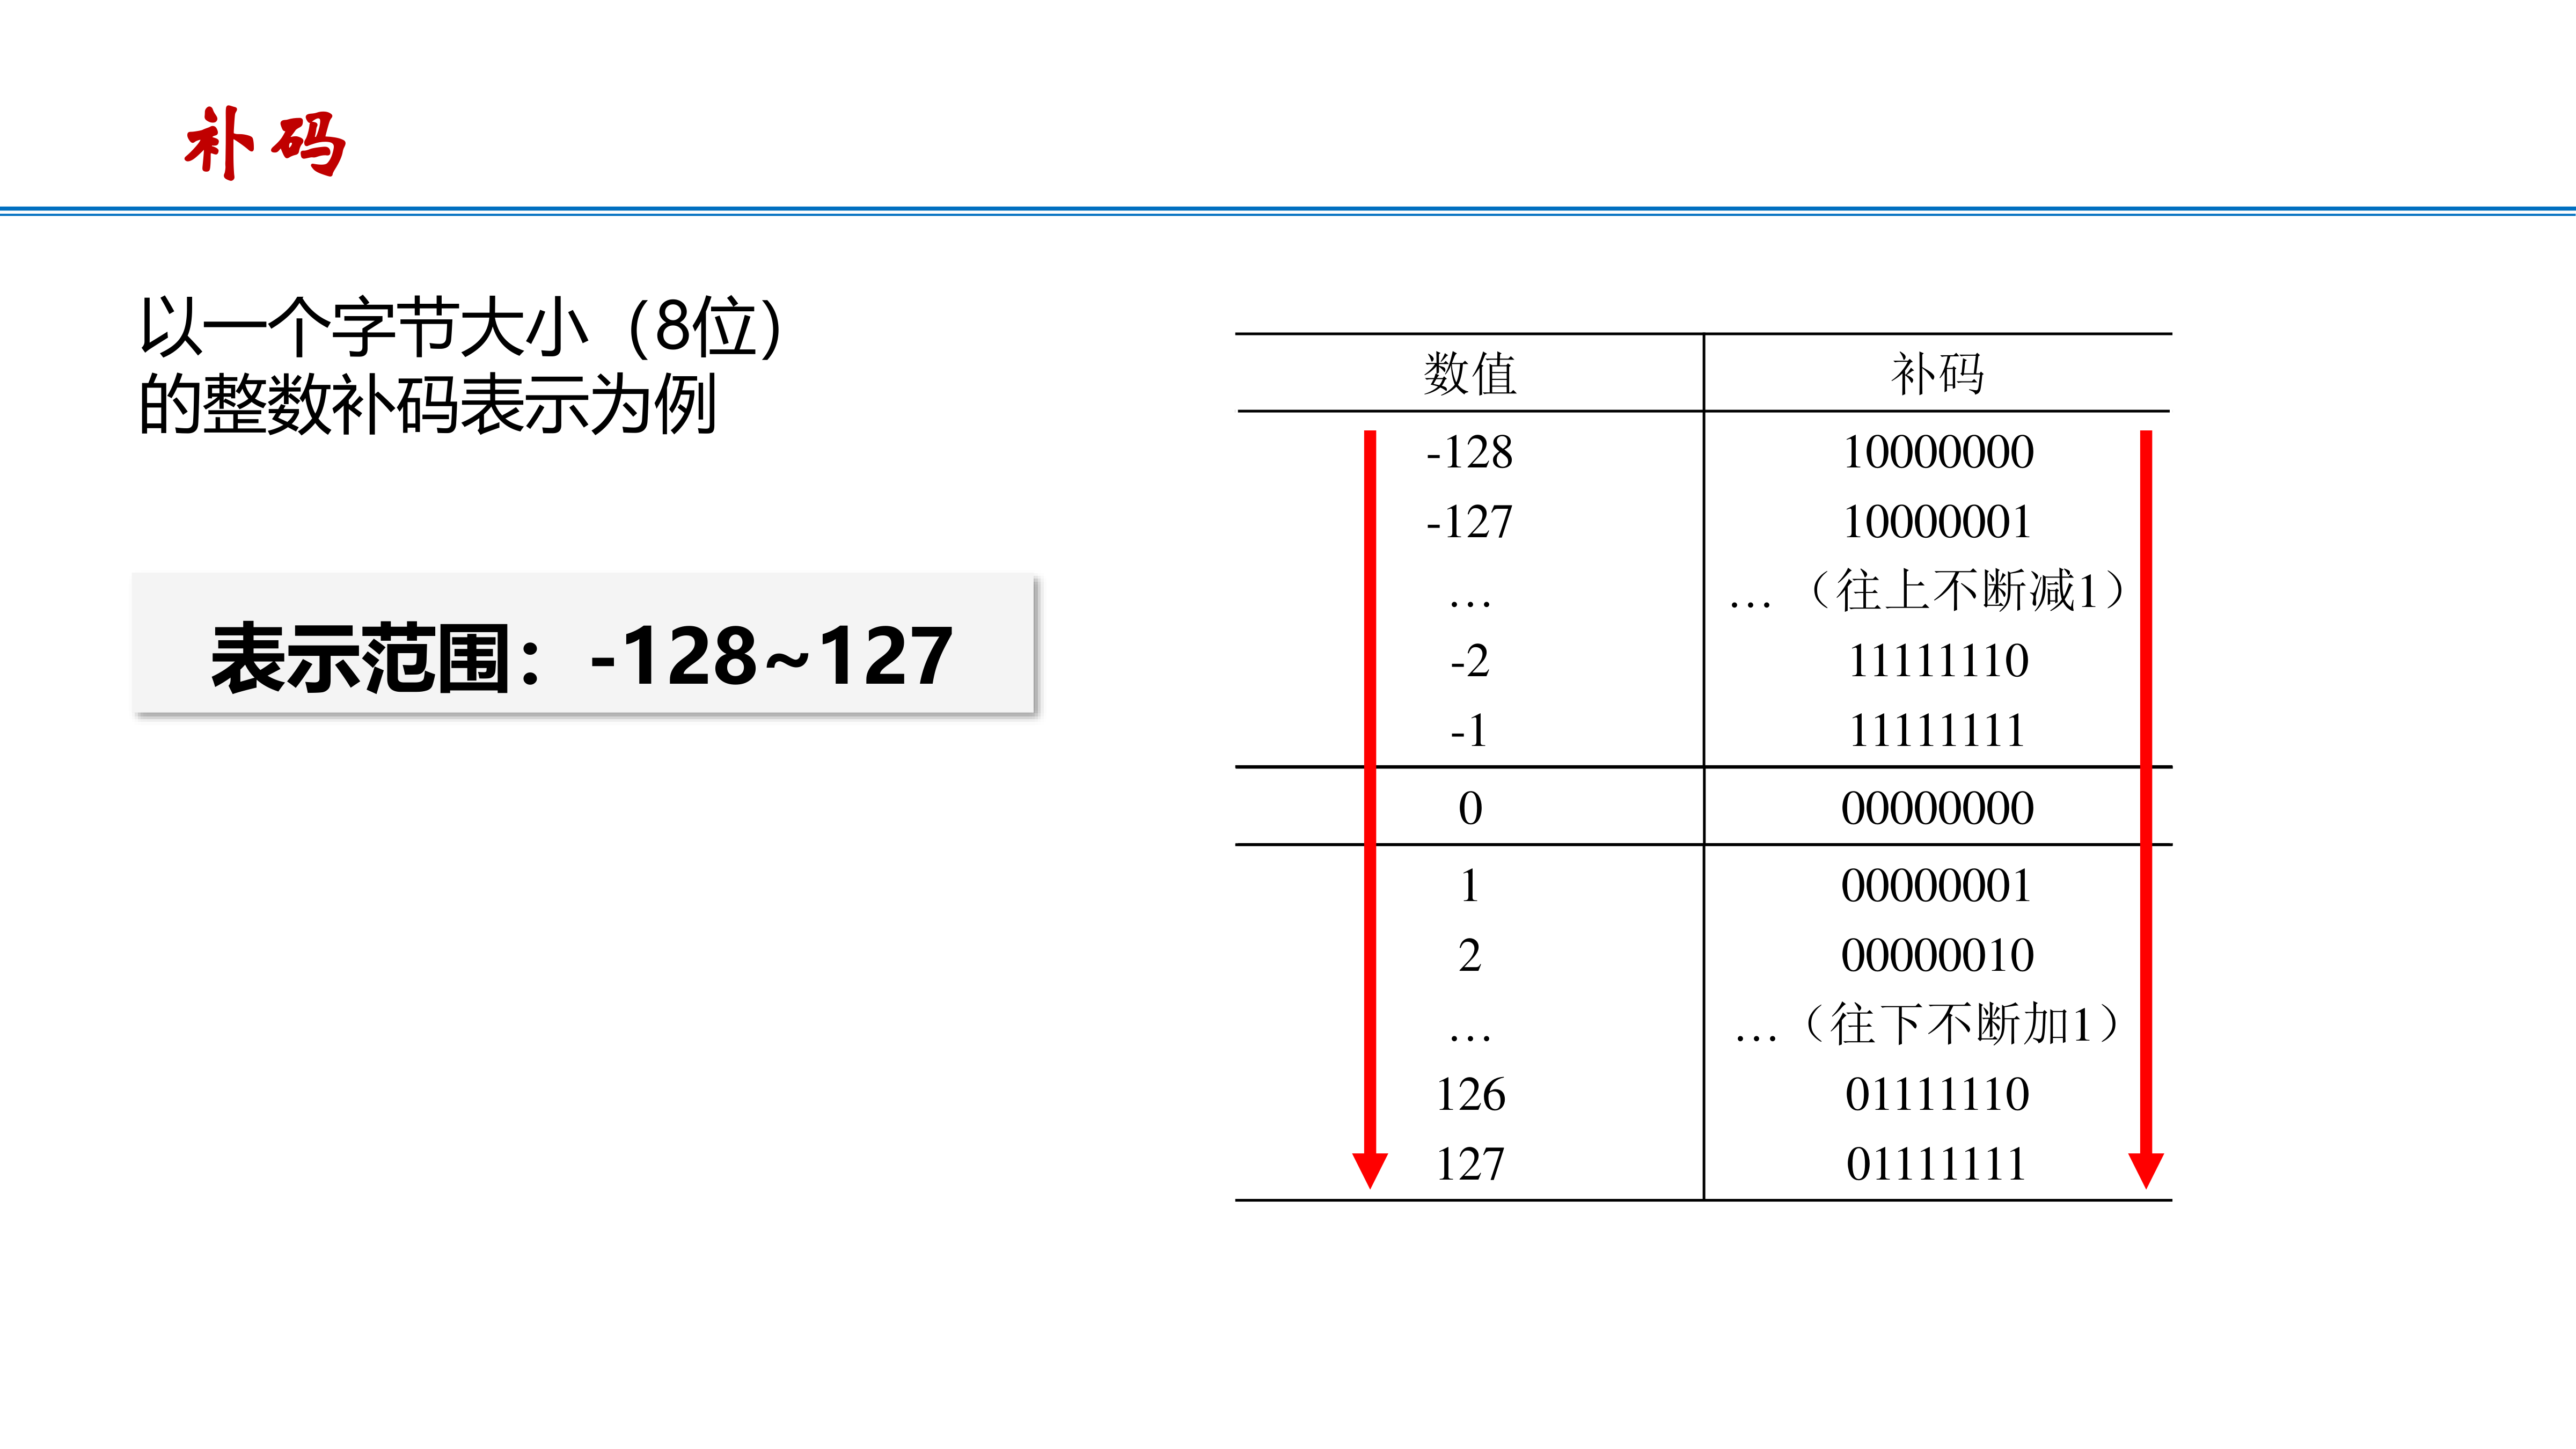 补码
以一个字节大小（8位）
的整数补码表示为例
表示范围：-128~127
数值 补码
-128 10000000
-127 10000001
… …（往上不断减1）
-2 11111110
-1 11111111
0 00000000
1 00000001
2 00000010
… …（往下不断加1）
126 01111110
127 01111111